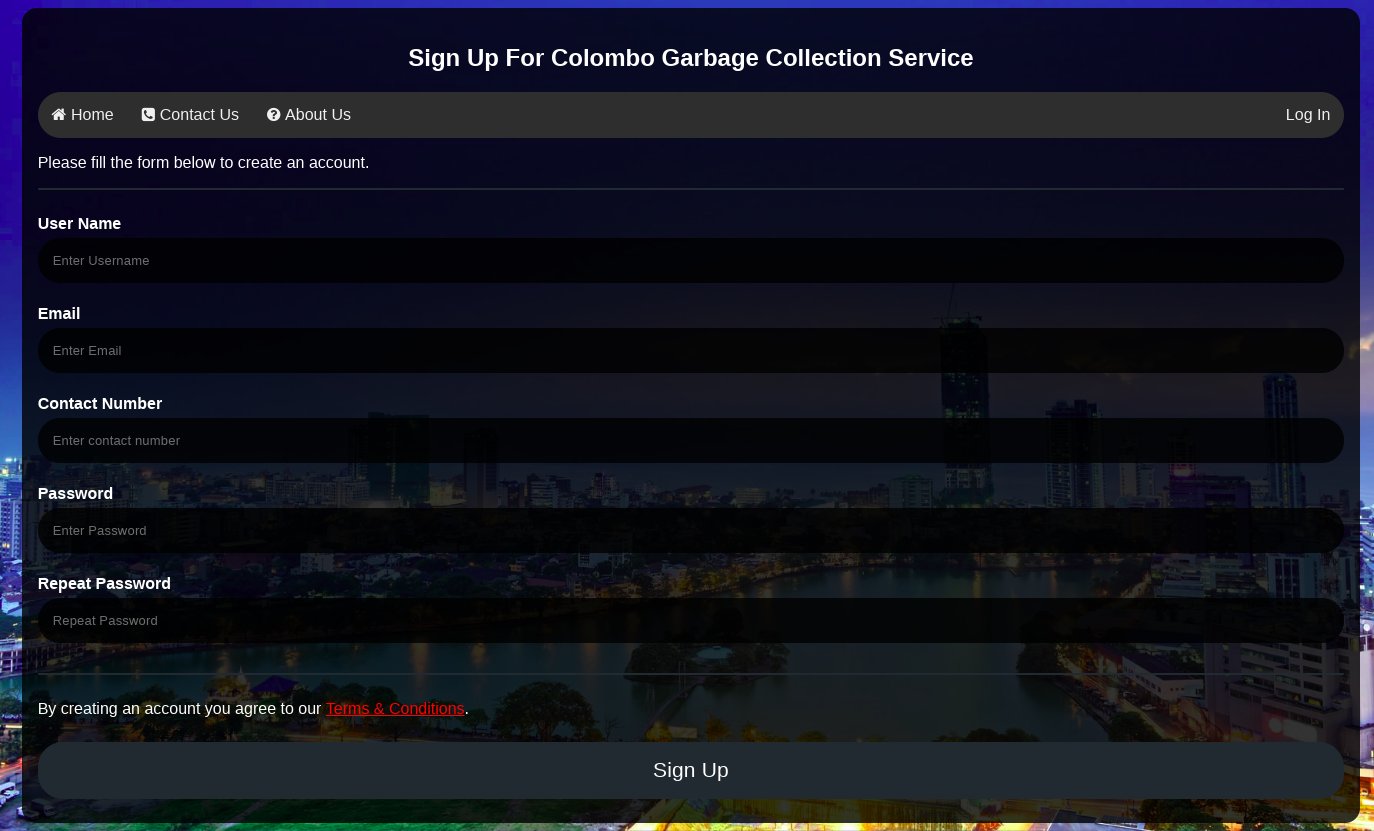 Sign Up For Colombo Garbage Collection Service
Home Contact Us About Us Log In
Please fill the form below to create an account.
User Name
Enter Username
Email
Enter Email
Contact Number
Enter contact number
Password
Enter Password
Repeat Password
Repeat Password
By creating an account you agree to our Terms & Conditions.
Sign Up